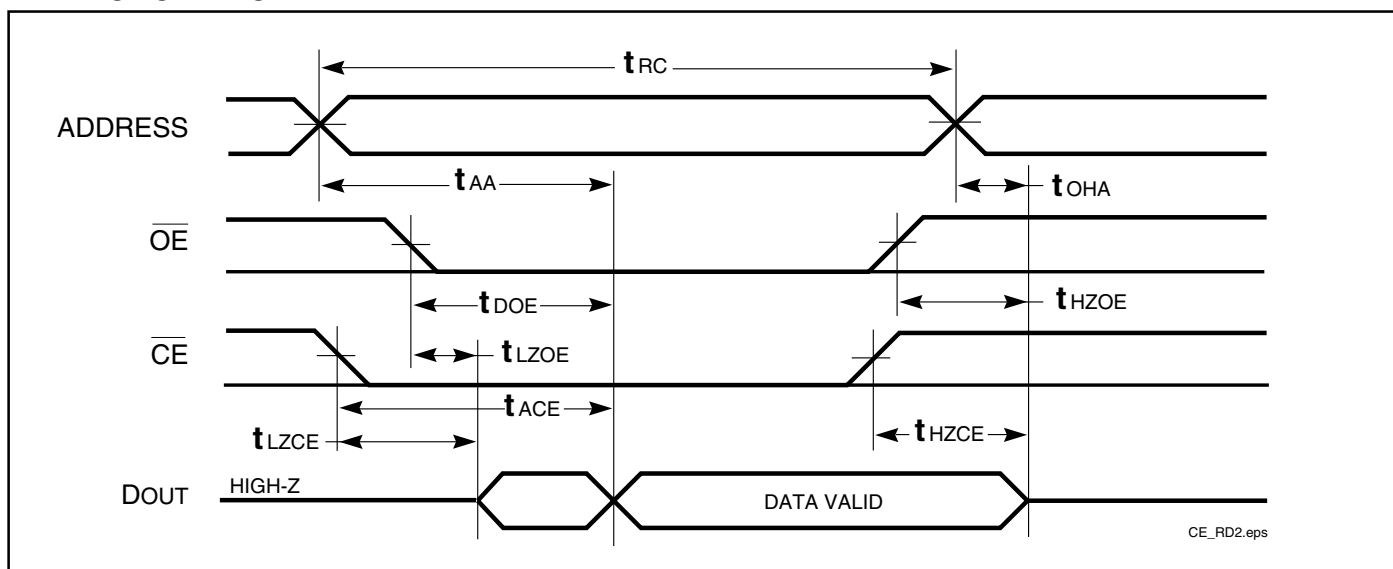 tRC
ADDRESS
tAA
tOHA
OE
tDOE
tHZOE
CE
tLZOE
tACE
tLZCE
tHZCE
DOUT
HIGH-Z
DATA VALID
CE_RD2.eps